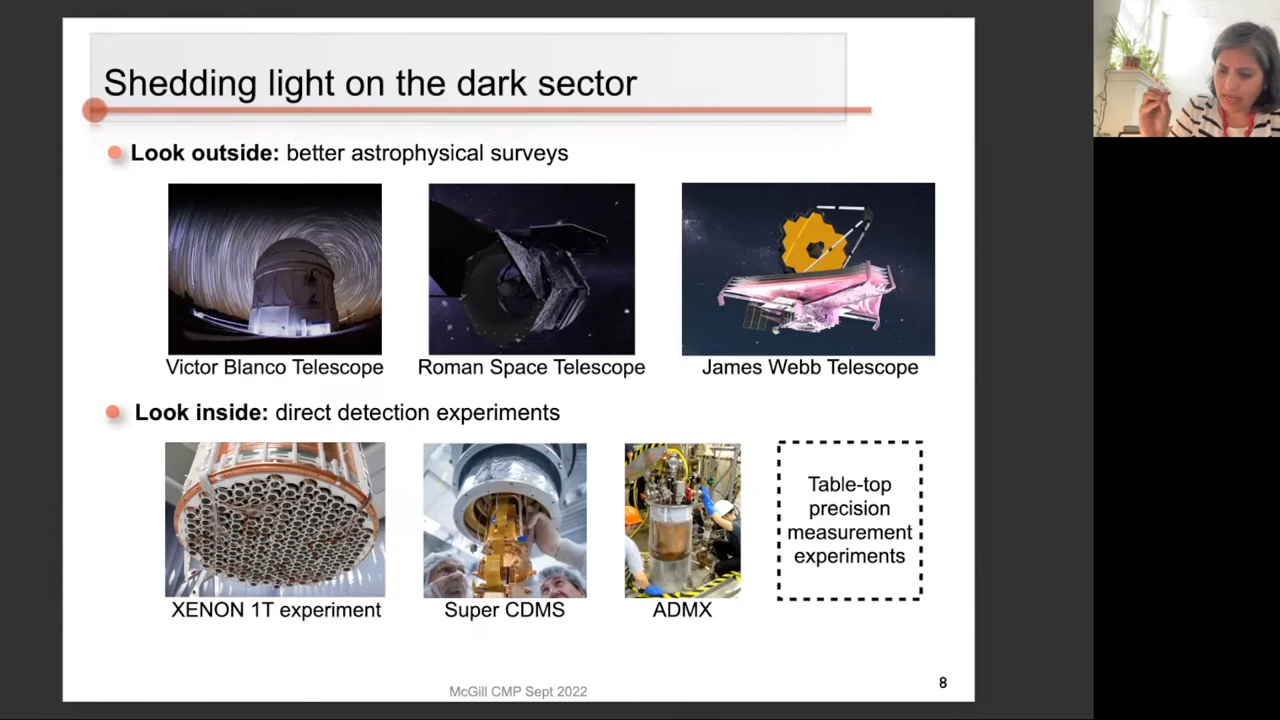 Shedding light on the dark sector
Look outside: better astrophysical surveys
Victor Blanco Telescope
Roman Space Telescope
James Webb Telescope
Look inside: direct detection experiments
Table-top
precision
measurement
experiments
XENON 1T experiment
Super CDMS
ADMX
McGill CMP Sept 2022
8